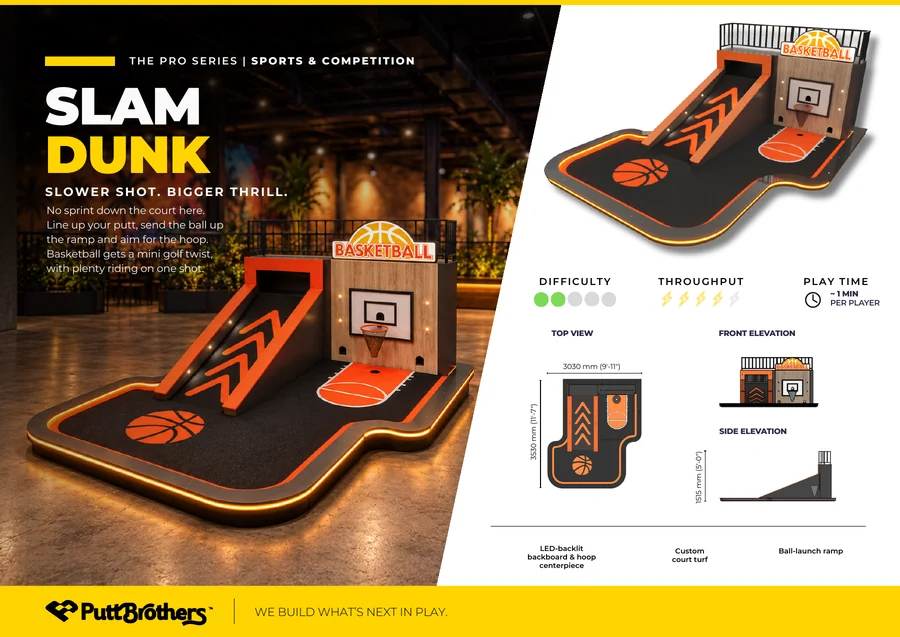 THE PRO SERIES | SPORTS & COMPETITION
SLAM
DUNK
SLOWER SHOT. BIGGER THRILL.
No sprint down the court here.
Line up your putt, send the ball up
the ramp and aim for the hoop.
Basketball gets a mini golf twist,
with plenty riding on one shot.
BASKETBALL
BASKETBALL
DIFFICULTY
THROUGHPUT
PLAY TIME
~ 1 MIN
PER PLAYER
TOP VIEW
3030 mm (9'-11")
3530 mm (11'-7")
FRONT ELEVATION
SIDE ELEVATION
1515 mm (5'-0")
LED-backlit
backboard & hoop
centerpiece
Custom
court turf
Ball-launch ramp
PuttBrothers™
WE BUILD WHAT'S NEXT IN PLAY.